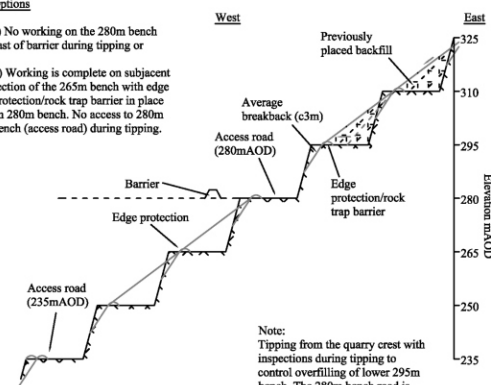 ptions
West
East
) No working on the 280m bench
ast of barrier during tipping or
) Working is complete on subjacent
ection of the 265m bench with edge
rotection/rock trap barrier in place
n 280m bench. No access to 280m
ench (access road) during tipping.
Previously
placed backfill
325
310
295
280
265
250
235
Elevation mAOD
Average
breakback (c3m)
Access road
(280mAOD)
Barrier
Edge
protection/rock
trap barrier
Edge protection
Access road
(235mAOD)
Note:
Tipping from the quarry crest with
inspections during tipping to
control overfilling of lower 295m
bench. The 280m bench road is